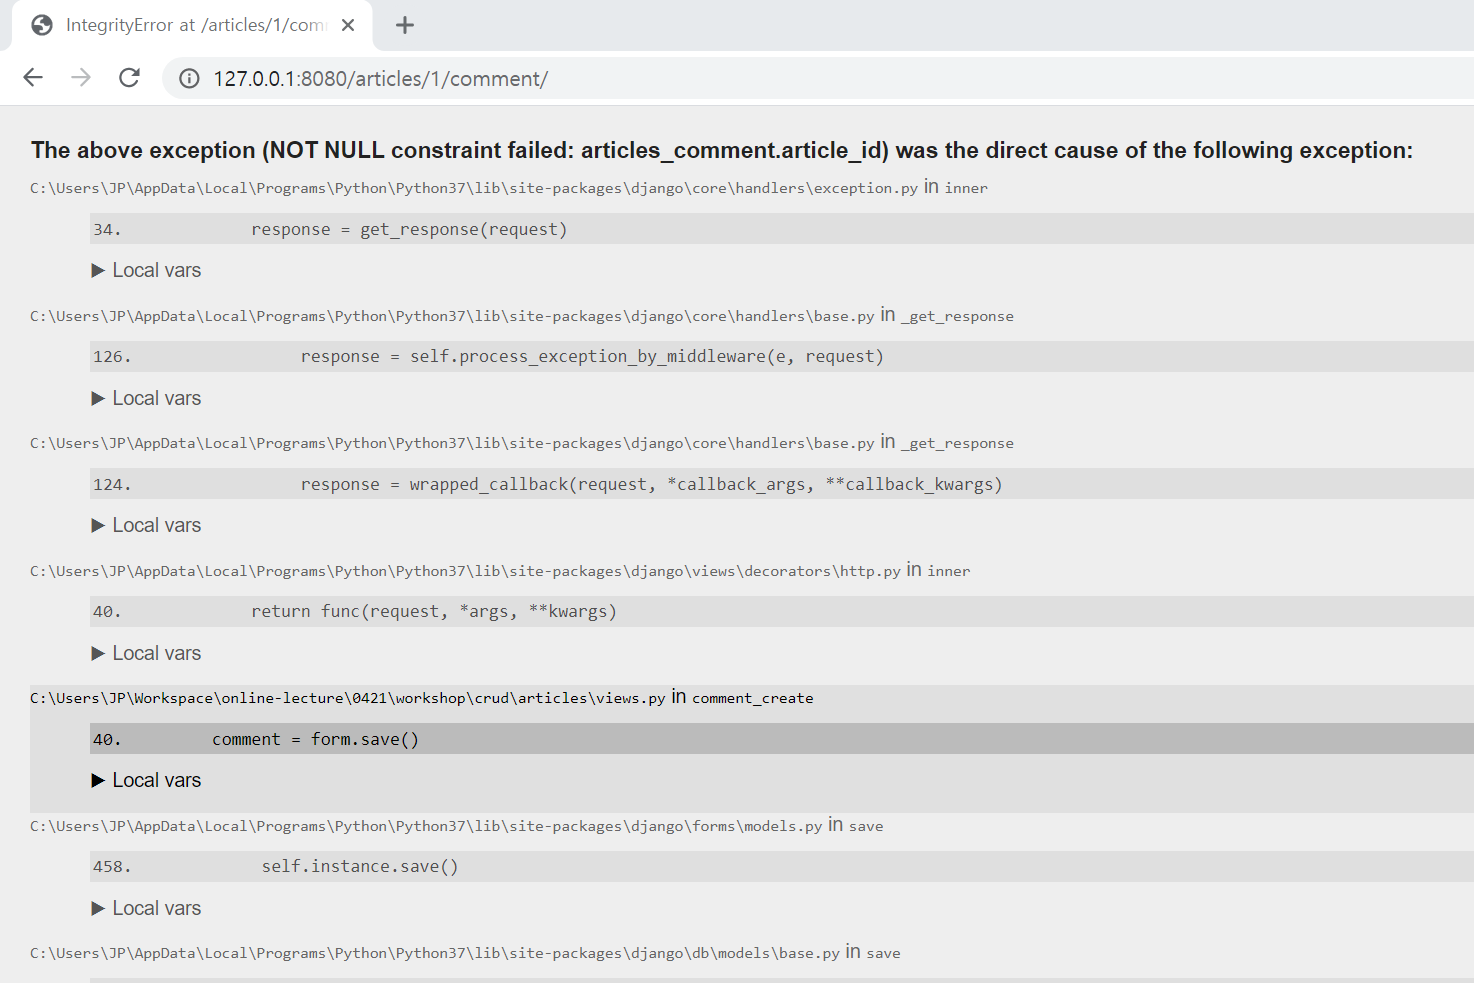 IntegrityError at /articles/1/com
127.0.0.1:8080/articles/1/comment/
The above exception (NOT NULL constraint failed: articles_comment.article_id) was the direct cause of the following exception:
C:\Users\JP\AppData\Local\Programs\Python\Python37\lib\site-packages\django\core\handlers\exception.py in inner
34. response = get_response(request)
▶ Local vars
C:\Users\JP\AppData\Local\Programs\Python\Python37\lib\site-packages\django\core\handlers\base.py in _get_response
126. response = self.process_exception_by_middleware(e, request)
▶ Local vars
C:\Users\JP\AppData\Local\Programs\Python\Python37\lib\site-packages\django\core\handlers\base.py in _get_response
124. response = wrapped_callback(request, *callback_args, **callback_kwargs)
▶ Local vars
C:\Users\JP\AppData\Local\Programs\Python\Python37\lib\site-packages\django\views\decorators\http.py in inner
40. return func(request, *args, **kwargs)
▶ Local vars
C:\Users\JP\Workspace\online-lecture\0421\workshop\crud\articles\views.py in comment_create
40. comment = form.save()
▶ Local vars
C:\Users\JP\AppData\Local\Programs\Python\Python37\lib\site-packages\django\forms\models.py in save
458. self.instance.save()
▶ Local vars
C:\Users\JP\AppData\Local\Programs\Python\Python37\lib\site-packages\django\db\models\base.py in save